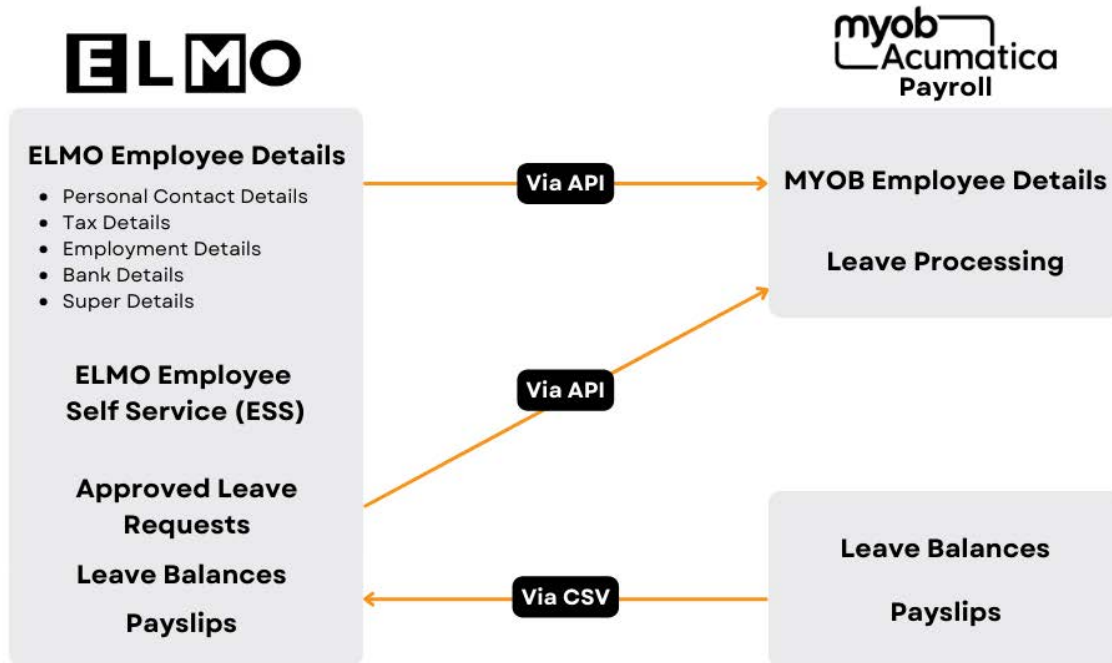 ELMO
ELMO Employee Details
• Personal Contact Details
• Tax Details
• Employment Details
• Bank Details
• Super Details
ELMO Employee
Self Service (ESS)
Approved Leave
Requests
Leave Balances
Payslips
Via API
Via API
Via CSV
myob
Acumatica
Payroll
MYOB Employee Details
Leave Processing
Leave Balances
Payslips